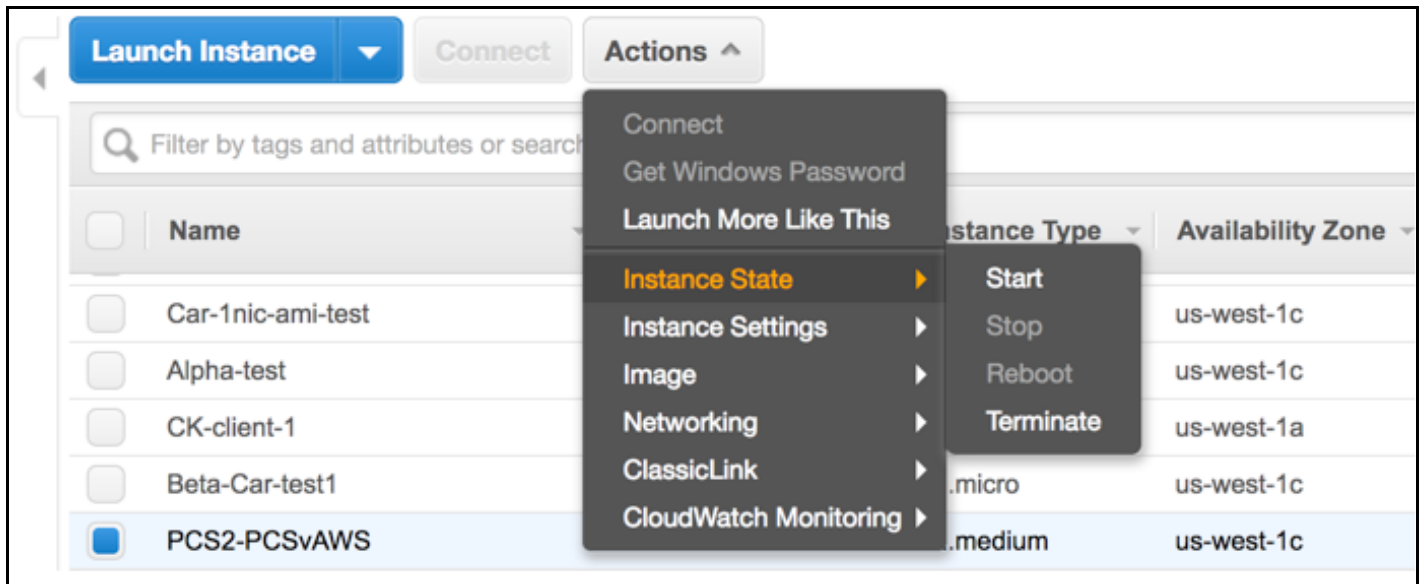 Launch Instance Connect Actions
Connect
Filter by tags and attributes or search
Get Windows Password
Launch More Like This
Name Instance Type Availability Zone
Instance State Start
Car-1nic-ami-test us-west-1c
Instance Settings Stop
Alpha-test Image Reboot us-west-1c
CK-client-1 Networking Terminate us-west-1a
ClassicLink
Beta-Car-test1 .micro us-west-1c
CloudWatch Monitoring
PCS2-PCSvAWS .medium us-west-1c